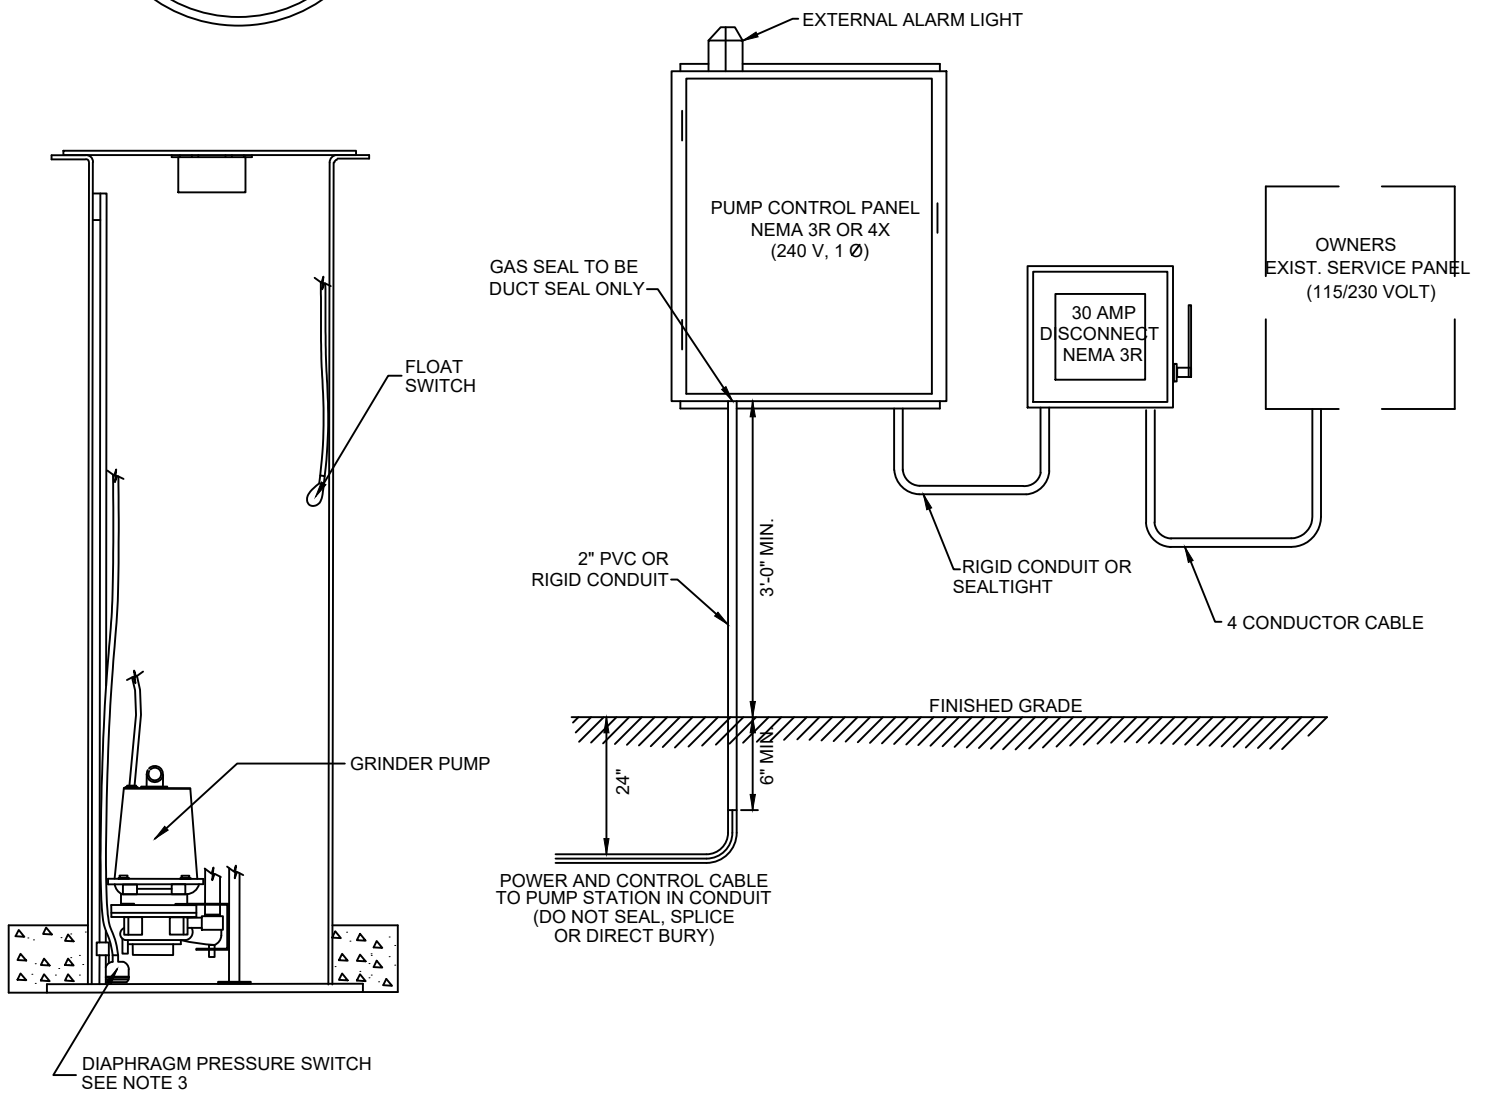 EXTERNAL ALARM LIGHT
PUMP CONTROL PANEL
NEMA 3R OR 4X
(240 V, 1 Ø)
GAS SEAL TO BE
DUCT SEAL ONLY
OWNERS
EXIST. SERVICE PANEL
(115/230 VOLT)
30 AMP
DISCONNECT
NEMA 3R
FLOAT
SWITCH
2" PVC OR
RIGID CONDUIT
3'-0" MIN.
RIGID CONDUIT OR
SEALTIGHT
4 CONDUCTOR CABLE
FINISHED GRADE
GRINDER PUMP
24"
6" MIN.
POWER AND CONTROL CABLE
TO PUMP STATION IN CONDUIT
(DO NOT SEAL, SPLICE
OR DIRECT BURY)
DIAPHRAGM PRESSURE SWITCH
SEE NOTE 3